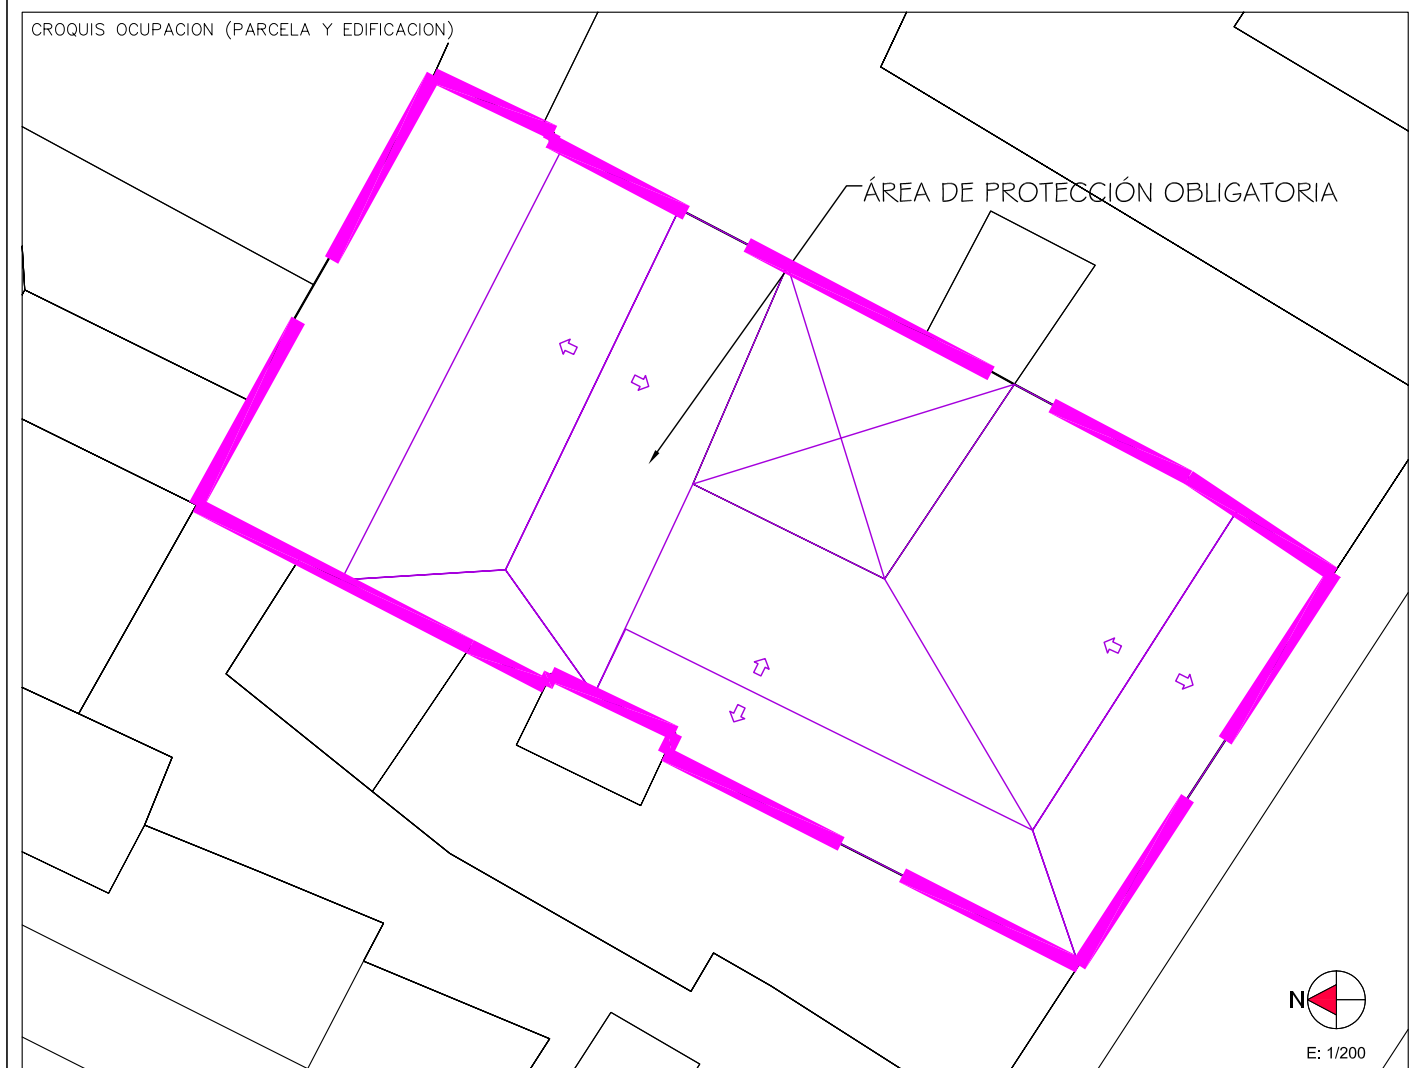 CROQUIS OCUPACION (PARCELA Y EDIFICACION)
ÁREA DE PROTECCIÓN OBLIGATORIA
N
E: 1/200